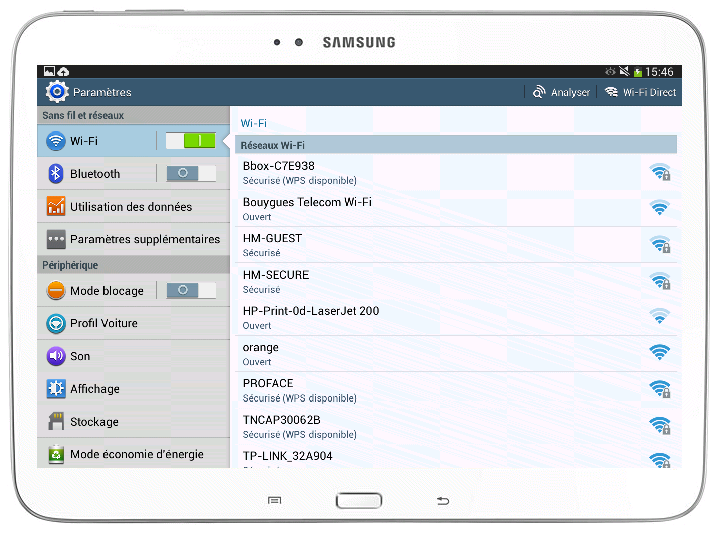 SAMSUNG
15:46
Paramètres
Analyser
Wi-Fi Direct
Sans fil et réseaux
Wi-Fi
Bluetooth
Utilisation des données
Paramètres supplémentaires
Périphérique
Mode blocage
Profil Voiture
Son
Affichage
Stockage
Mode économie d'énergie
Wi-Fi
Réseaux Wi-Fi
Bbox-C7E938
Sécurisé (WPS disponible)
Bouygues Telecom Wi-Fi
Ouvert
HM-GUEST
Sécurisé
HM-SECURE
Sécurisé
HP-Print-0d-LaserJet 200
Ouvert
orange
Ouvert
PROFACE
Sécurisé (WPS disponible)
TNCAP30062B
Sécurisé (WPS disponible)
TP-LINK_32A904